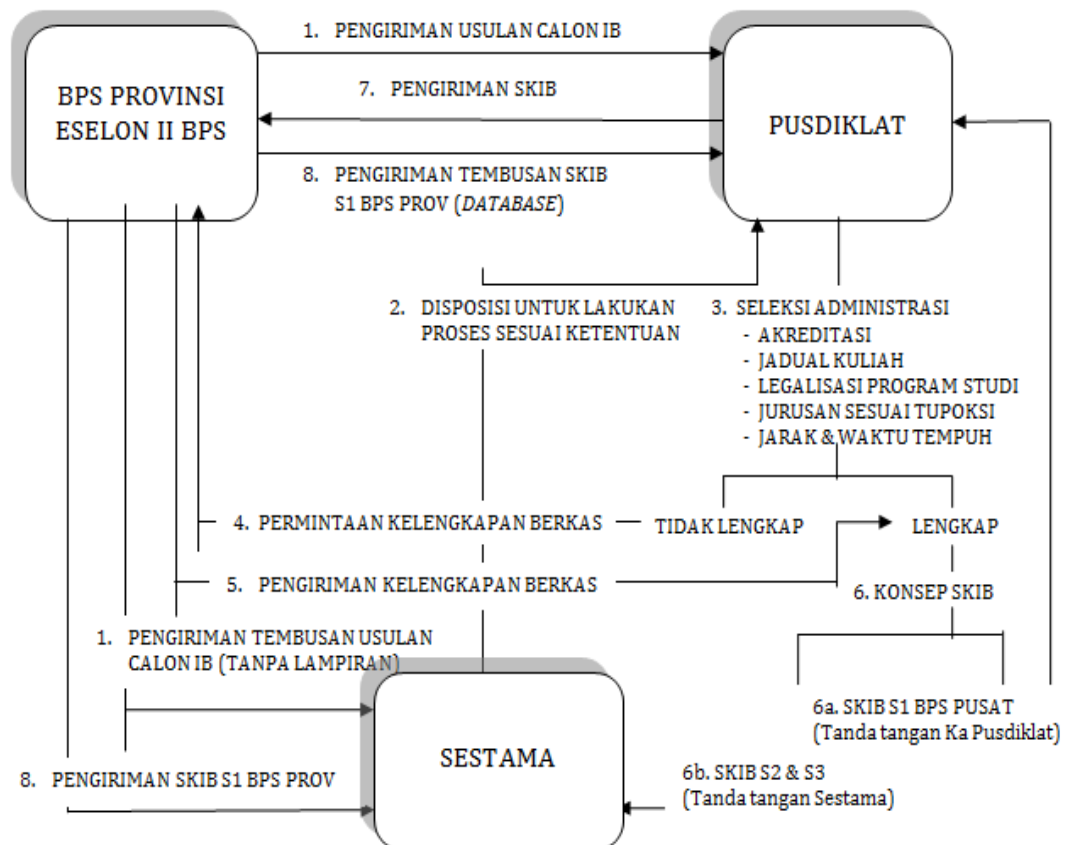 1. PENGIRIMAN USULAN CALON IB
BPS PROVINSI
ESELON II BPS
7. PENGIRIMAN SKIB
PUSDIKLAT
8. PENGIRIMAN TEMBUSAN SKIB
S1 BPS PROV (DATABASE)
2. DISPOSISI UNTUK LAKUKAN
PROSES SESUAI KETENTUAN
3. SELEKSI ADMINISTRASI
- AKREDITASI
- JADUAL KULIAH
- LEGALISASI PROGRAM STUDI
- JURUSAN SESUAI TUPOKSI
- JARAK & WAKTU TEMPUH
4. PERMINTAAN KELENGKAPAN BERKAS
TIDAK LENGKAP
LENGKAP
5. PENGIRIMAN KELENGKAPAN BERKAS
6. KONSEP SKIB
1. PENGIRIMAN TEMBUSAN USULAN
CALON IB (TANPA LAMPIRAN)
6a. SKIB S1 BPS PUSAT
(Tanda tangan Ka Pusdiklat)
SESTAMA
8. PENGIRIMAN SKIB S1 BPS PROV
6b. SKIB S2 & S3
(Tanda tangan Sestama)